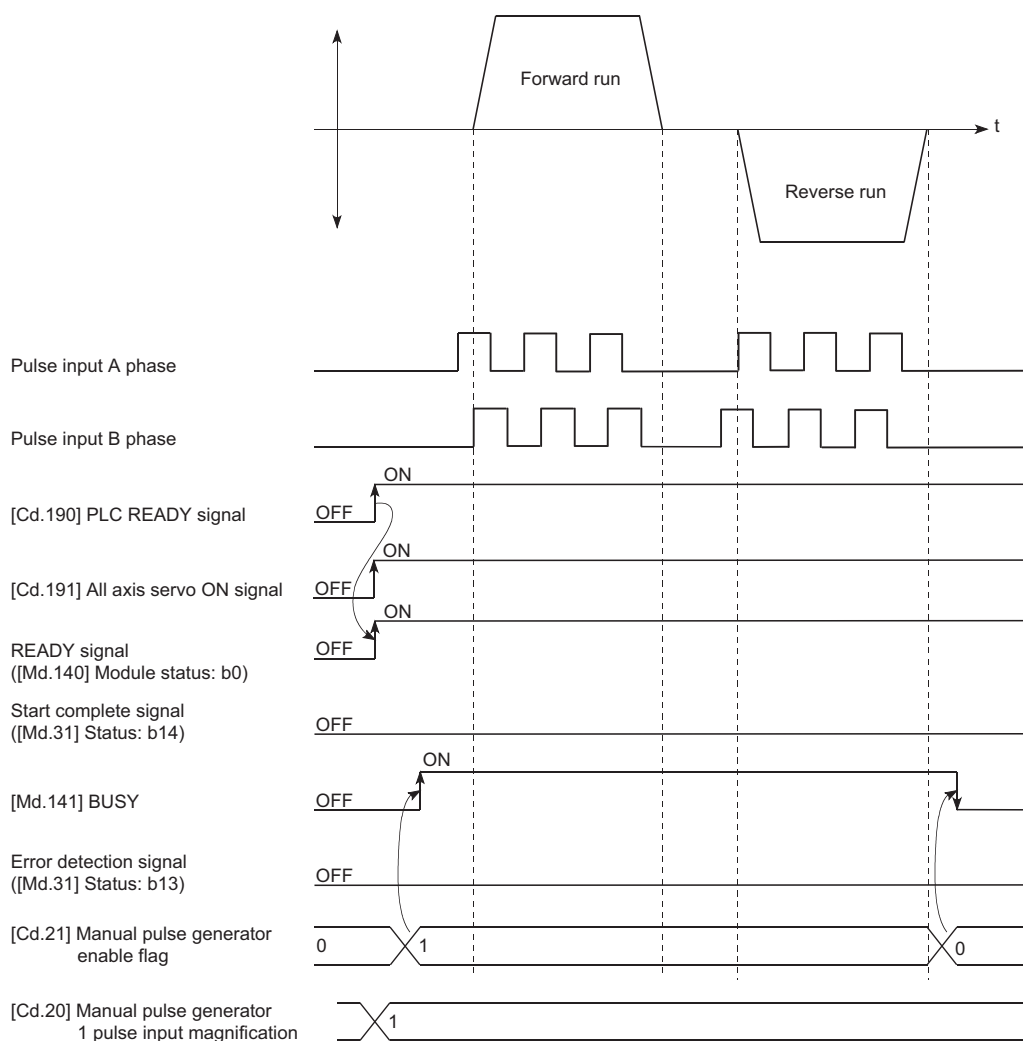 Forward run
t
Reverse run
Pulse input A phase
Pulse input B phase
ON
[Cd.190] PLC READY signal
OFF
ON
[Cd.191] All axis servo ON signal
OFF
ON
READY signal
OFF
([Md.140] Module status: b0)
Start complete signal
([Md.31] Status: b14)
OFF
ON
[Md.141] BUSY
OFF
Error detection signal
([Md.31] Status: b13)
OFF
[Cd.21] Manual pulse generator
enable flag
0
1
0
[Cd.20] Manual pulse generator
1 pulse input magnification
1